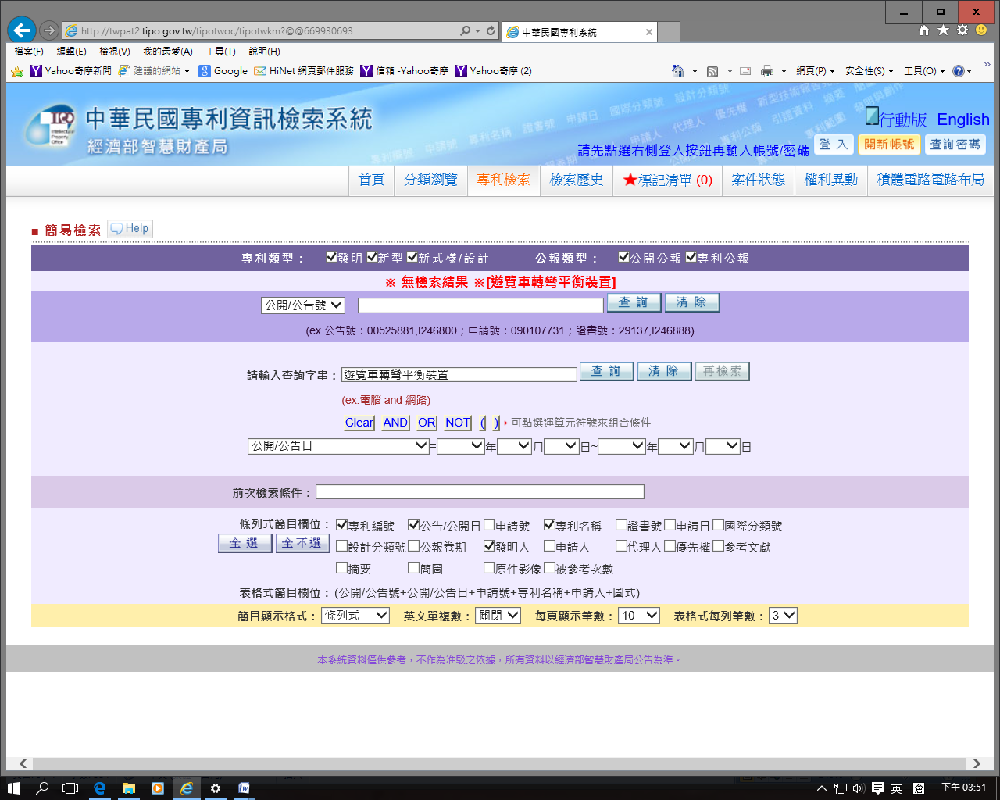 http://twpat2.tipo.gov.tw/tipotwoc/tipotwkm?@@669930693
中華民國專利系統
檔案(F) 編輯(E) 檢視(V) 我的最愛(A) 工具(T) 說明(H)
Yahoo奇摩新聞 建議的網站 Google HiNet 網頁郵件服務 信箱 -Yahoo奇摩 Yahoo奇摩 (2) 網頁(P) 安全性(S) 工具(O)
中華民國專利資訊檢索系統
經濟部智慧財產局
行動版 English
請先點選右側登入按鈕再輸入帳號/密碼 登入 開新帳號 查詢密碼
首頁 分類瀏覽 專利檢索 檢索歷史 ★標記清單 (0) 案件狀態 權利異動 積體電路電路布局
簡易檢索 Help
專利類型： 發明 新型 新式樣/設計 公報類型： 公開公報 專利公報
※ 無檢索結果 ※[遊覽車轉彎平衡裝置]
公開/公告號 查詢 清除
(ex.公告號：00525881,I246800；申請號：090107731；證書號：29137,I246888)
請輸入查詢字串： 遊覽車轉彎平衡裝置 查詢 清除 再檢索
(ex.電腦 and 網路)
Clear AND OR NOT ( ) 可點選運算元符號來組合條件
公開/公告日 = 年 月 日~ 年 月 日
前次檢索條件：
條列式簡目欄位： 專利編號 公告/公開日 申請號 專利名稱 證書號 申請日 國際分類號
全選 全不選 設計分類號 公報卷期 發明人 申請人 代理人 優先權 參考文獻
摘要 簡圖 原件影像 被參考次數
表格式簡目欄位： (公開/公告號+公開/公告日+申請號+專利名稱+申請人+圖式)
簡目顯示格式： 條列式 英文單複數： 關閉 每頁顯示筆數： 10 表格式每列筆數： 3
本系統資料僅供參考，不作為准駁之依據，所有資料以經濟部智慧財產局公告為準。
英 倉 下午 03:51